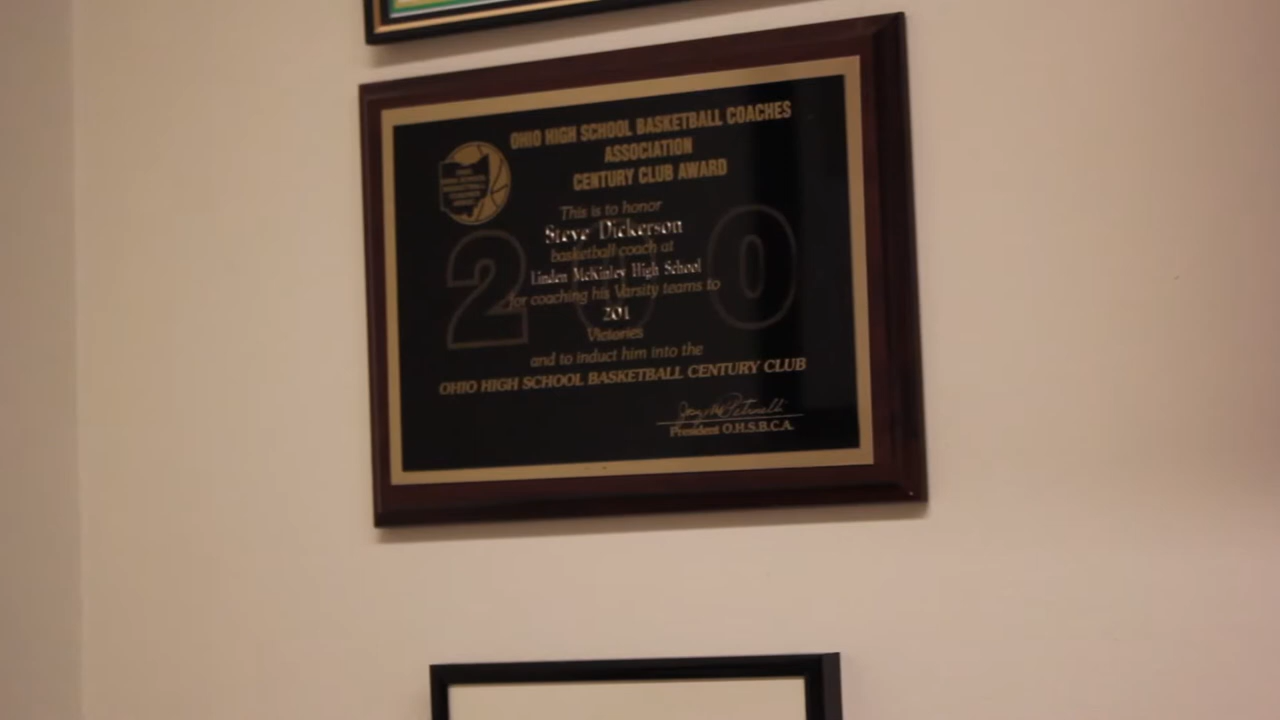 OHIO HIGH SCHOOL BASKETBALL COACHES
ASSOCIATION
CENTURY CLUB AWARD
This is to honor
Steve Dickerson
basketball coach at
Linden McKinley High School
for coaching his Varsity teams to
201
Victories
and to induct him into the
OHIO HIGH SCHOOL BASKETBALL CENTURY CLUB
200
President O.H.S.B.C.A.